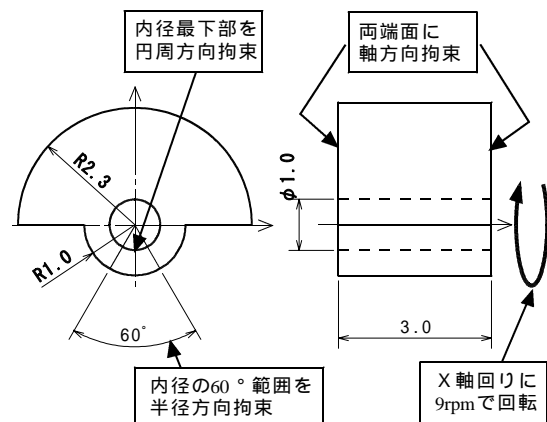 内径最下部を
円周方向拘束
両端面に
軸方向拘束
R2.3
φ1.0
R1.0
60°
3.0
内径の60°範囲を
半径方向拘束
X軸回りに
9rpmで回転